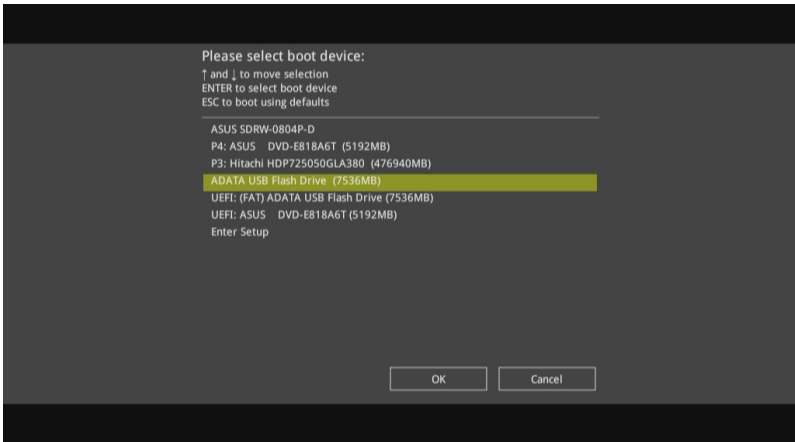 Please select boot device:
↑ and ↓ to move selection
ENTER to select boot device
ESC to boot using defaults
ASUS SDRW-0804P-D
P4: ASUS DVD-E818A6T (5192MB)
P3: Hitachi HDP725050GLA380 (476940MB)
ADATA USB Flash Drive (7536MB)
UEFI: (FAT) ADATA USB Flash Drive (7536MB)
UEFI: ASUS DVD-E818A6T (5192MB)
Enter Setup
OK Cancel